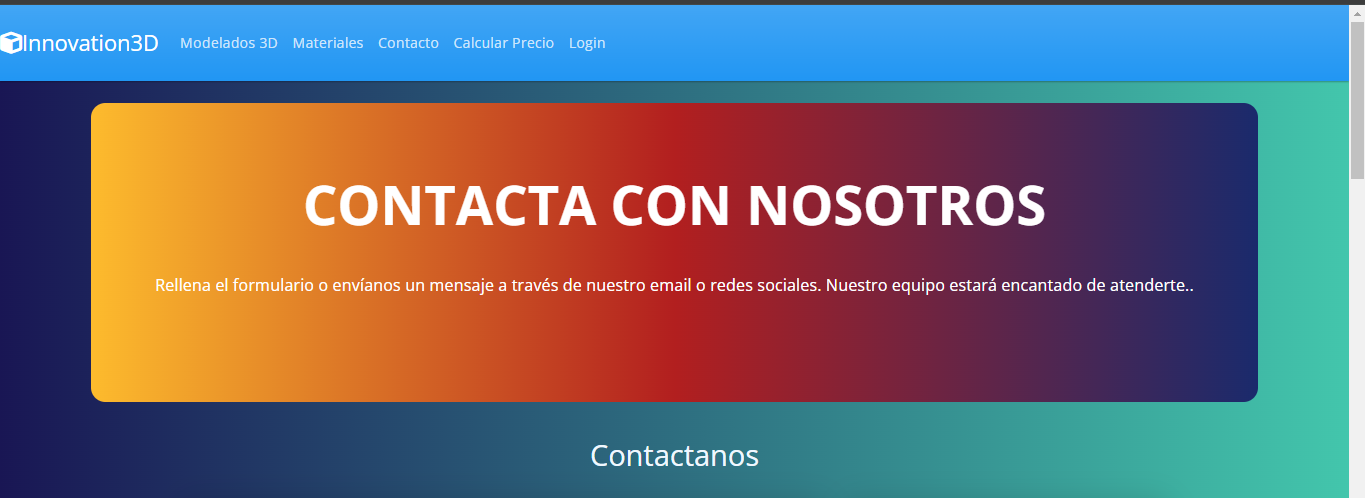 Innovation3D Modelados 3D Materiales Contacto Calcular Precio Login
CONTACTA CON NOSOTROS
Rellena el formulario o envíanos un mensaje a través de nuestro email o redes sociales. Nuestro equipo estará encantado de atenderte..
Contactanos